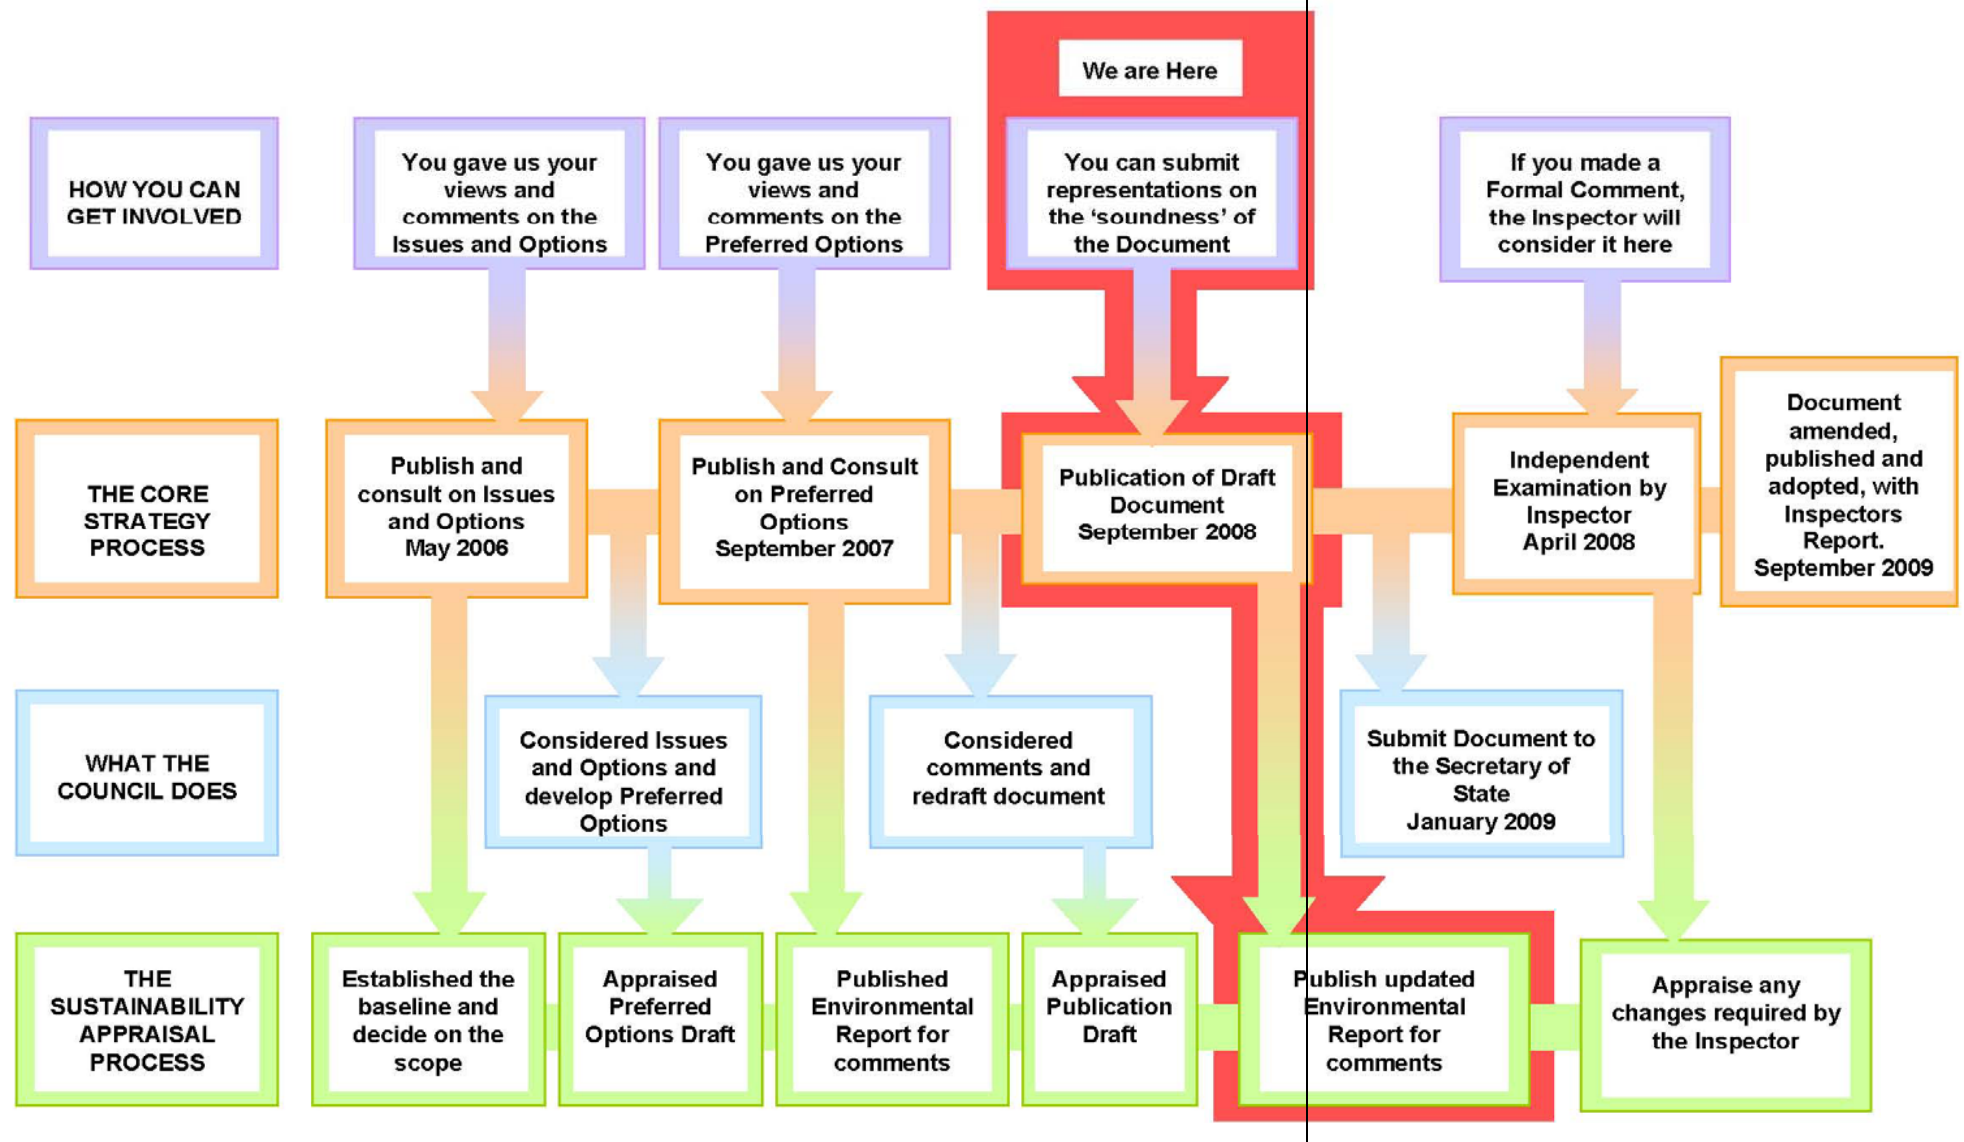 We are Here
HOW YOU CAN
GET INVOLVED
You gave us your
views and
comments on the
Issues and Options
You gave us your
views and
comments on the
Preferred Options
You can submit
representations on
the ‘soundness’ of
the Document
If you made a
Formal Comment,
the Inspector will
consider it here
THE CORE
STRATEGY
PROCESS
Publish and
consult on Issues
and Options
May 2006
Publish and Consult
on Preferred
Options
September 2007
Publication of Draft
Document
September 2008
Independent
Examination by
Inspector
April 2008
Document
amended,
published and
adopted, with
Inspectors
Report.
September 2009
WHAT THE
COUNCIL DOES
Considered Issues
and Options and
develop Preferred
Options
Considered
comments and
redraft document
Submit Document to
the Secretary of
State
January 2009
THE
SUSTAINABILITY
APPRAISAL
PROCESS
Established the
baseline and
decide on the
scope
Appraised
Preferred
Options Draft
Published
Environmental
Report for
comments
Appraised
Publication
Draft
Publish updated
Environmental
Report for
comments
Appraise any
changes required by
the Inspector